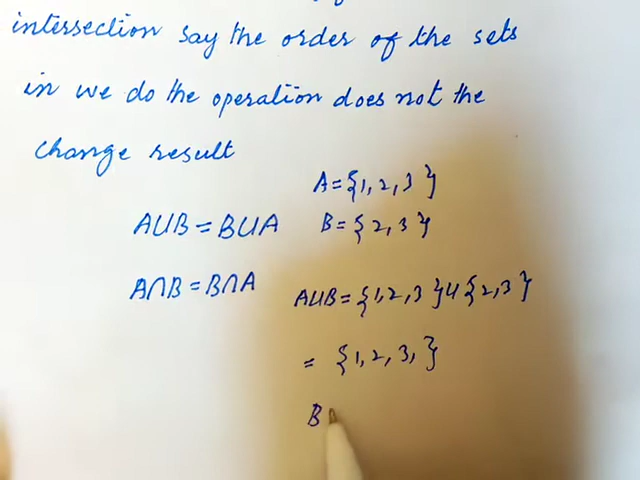 intersection say the order of the sets
in we do the operation does not the
change result
A={1,2,3}
A∪B=B∪A B={2,3}
A∩B=B∩A A∪B={1,2,3}∪{2,3}
={1,2,3,}
B